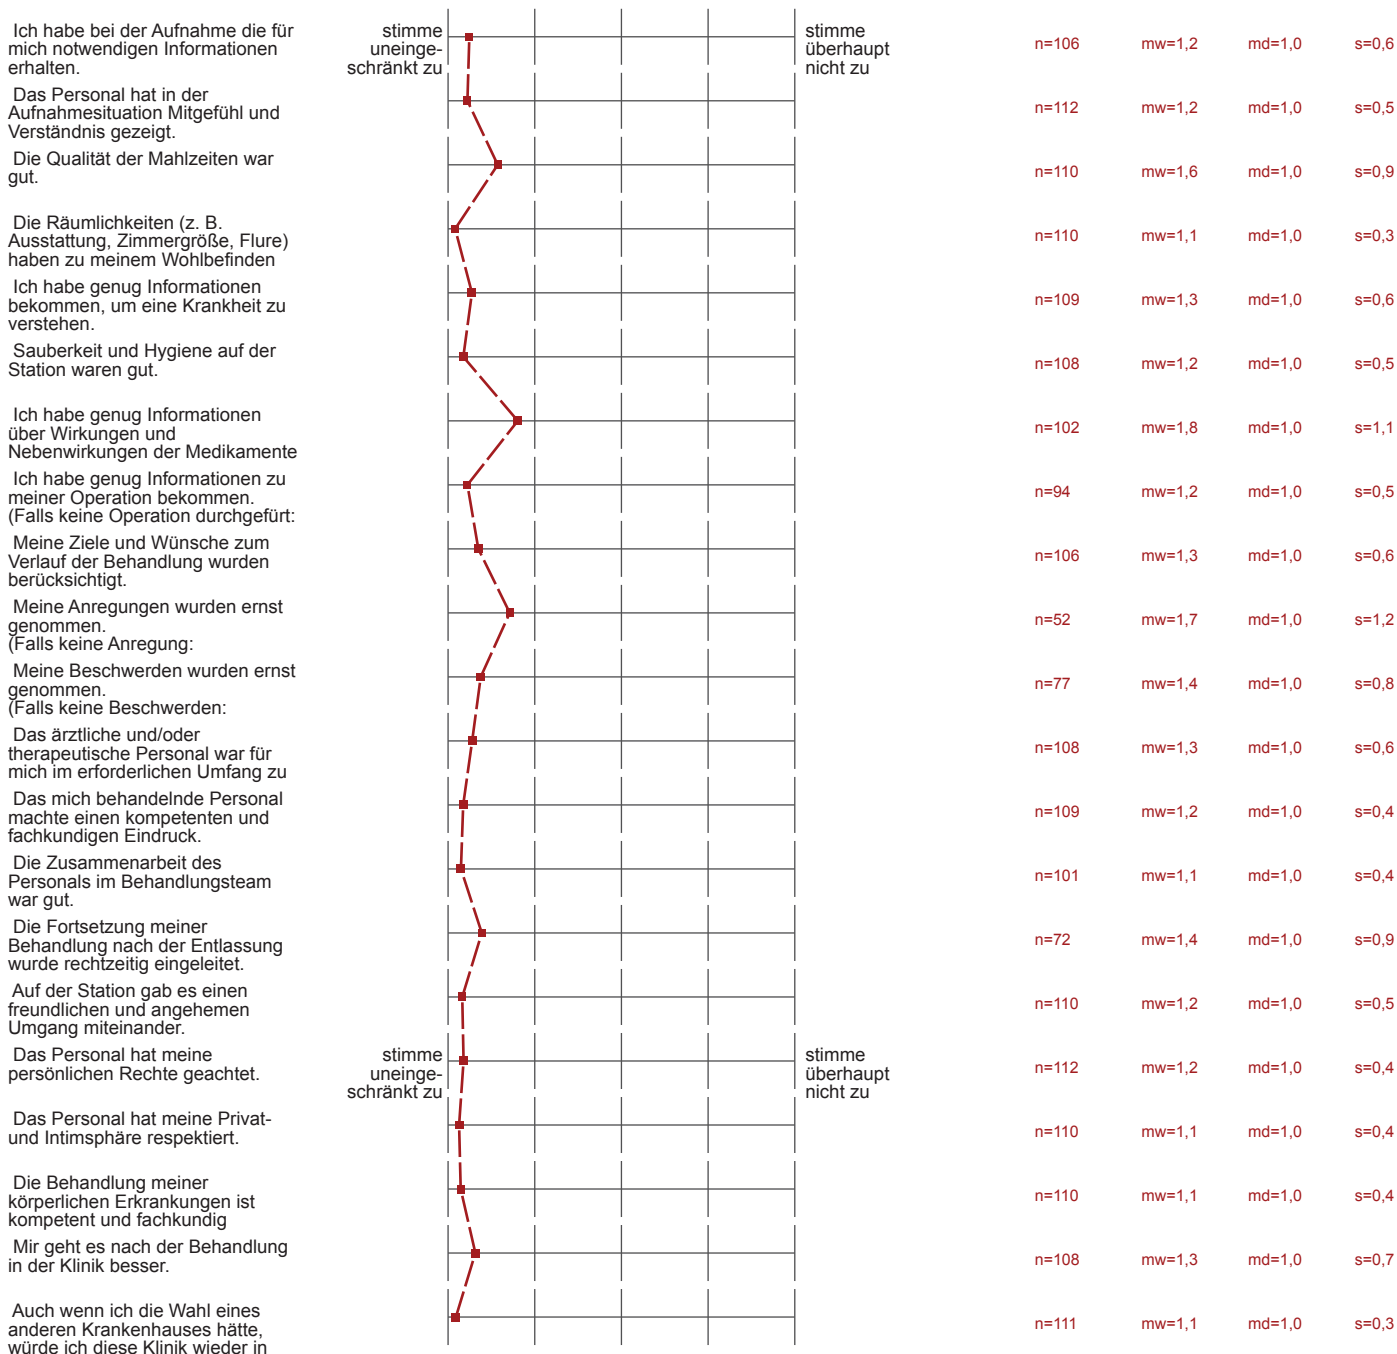 Ich habe bei der Aufnahme die für
mich notwendigen Informationen
erhalten.
stimme
uneinge-
schränkt zu
stimme
überhaupt
nicht zu
n=106 mw=1,2 md=1,0 s=0,6
Das Personal hat in der
Aufnahmesituation Mitgefühl und
Verständnis gezeigt.
n=112 mw=1,2 md=1,0 s=0,5
Die Qualität der Mahlzeiten war
gut.
n=110 mw=1,6 md=1,0 s=0,9
Die Räumlichkeiten (z. B.
Ausstattung, Zimmergröße, Flure)
haben zu meinem Wohlbefinden
n=110 mw=1,1 md=1,0 s=0,3
Ich habe genug Informationen
bekommen, um eine Krankheit zu
verstehen.
n=109 mw=1,3 md=1,0 s=0,6
Sauberkeit und Hygiene auf der
Station waren gut.
n=108 mw=1,2 md=1,0 s=0,5
Ich habe genug Informationen
über Wirkungen und
Nebenwirkungen der Medikamente
n=102 mw=1,8 md=1,0 s=1,1
Ich habe genug Informationen zu
meiner Operation bekommen.
(Falls keine Operation durchgefürt:
n=94 mw=1,2 md=1,0 s=0,5
Meine Ziele und Wünsche zum
Verlauf der Behandlung wurden
berücksichtigt.
n=106 mw=1,3 md=1,0 s=0,6
Meine Anregungen wurden ernst
genommen.
(Falls keine Anregung:
n=52 mw=1,7 md=1,0 s=1,2
Meine Beschwerden wurden ernst
genommen.
(Falls keine Beschwerden:
n=77 mw=1,4 md=1,0 s=0,8
Das ärztliche und/oder
therapeutische Personal war für
mich im erforderlichen Umfang zu
n=108 mw=1,3 md=1,0 s=0,6
Das mich behandelnde Personal
machte einen kompetenten und
fachkundigen Eindruck.
n=109 mw=1,2 md=1,0 s=0,4
Die Zusammenarbeit des
Personals im Behandlungsteam
war gut.
n=101 mw=1,1 md=1,0 s=0,4
Die Fortsetzung meiner
Behandlung nach der Entlassung
wurde rechtzeitig eingeleitet.
n=72 mw=1,4 md=1,0 s=0,9
Auf der Station gab es einen
freundlichen und angehemen
Umgang miteinander.
n=110 mw=1,2 md=1,0 s=0,5
Das Personal hat meine
persönlichen Rechte geachtet.
stimme
uneinge-
schränkt zu
stimme
überhaupt
nicht zu
n=112 mw=1,2 md=1,0 s=0,4
Das Personal hat meine Privat-
und Intimsphäre respektiert.
n=110 mw=1,1 md=1,0 s=0,4
Die Behandlung meiner
körperlichen Erkrankungen ist
kompetent und fachkundig
n=110 mw=1,1 md=1,0 s=0,4
Mir geht es nach der Behandlung
in der Klinik besser.
n=108 mw=1,3 md=1,0 s=0,7
Auch wenn ich die Wahl eines
anderen Krankenhauses hätte,
würde ich diese Klinik wieder in
n=111 mw=1,1 md=1,0 s=0,3